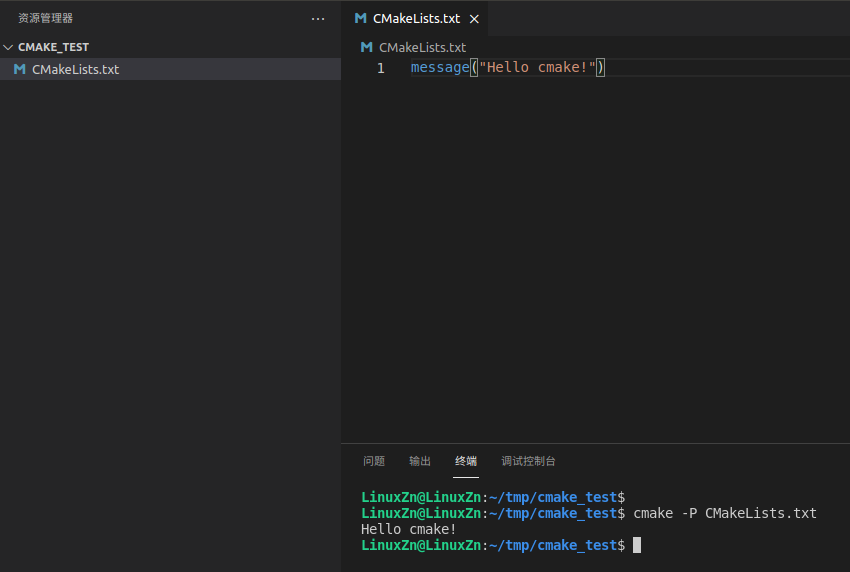 资源管理器
CMAKE_TEST
CMakeLists.txt
CMakeLists.txt
CMakeLists.txt
1 message("Hello cmake!")
问题 输出 终端 调试控制台
LinuxZn@LinuxZn:~/tmp/cmake_test$
LinuxZn@LinuxZn:~/tmp/cmake_test$ cmake -P CMakeLists.txt
Hello cmake!
LinuxZn@LinuxZn:~/tmp/cmake_test$